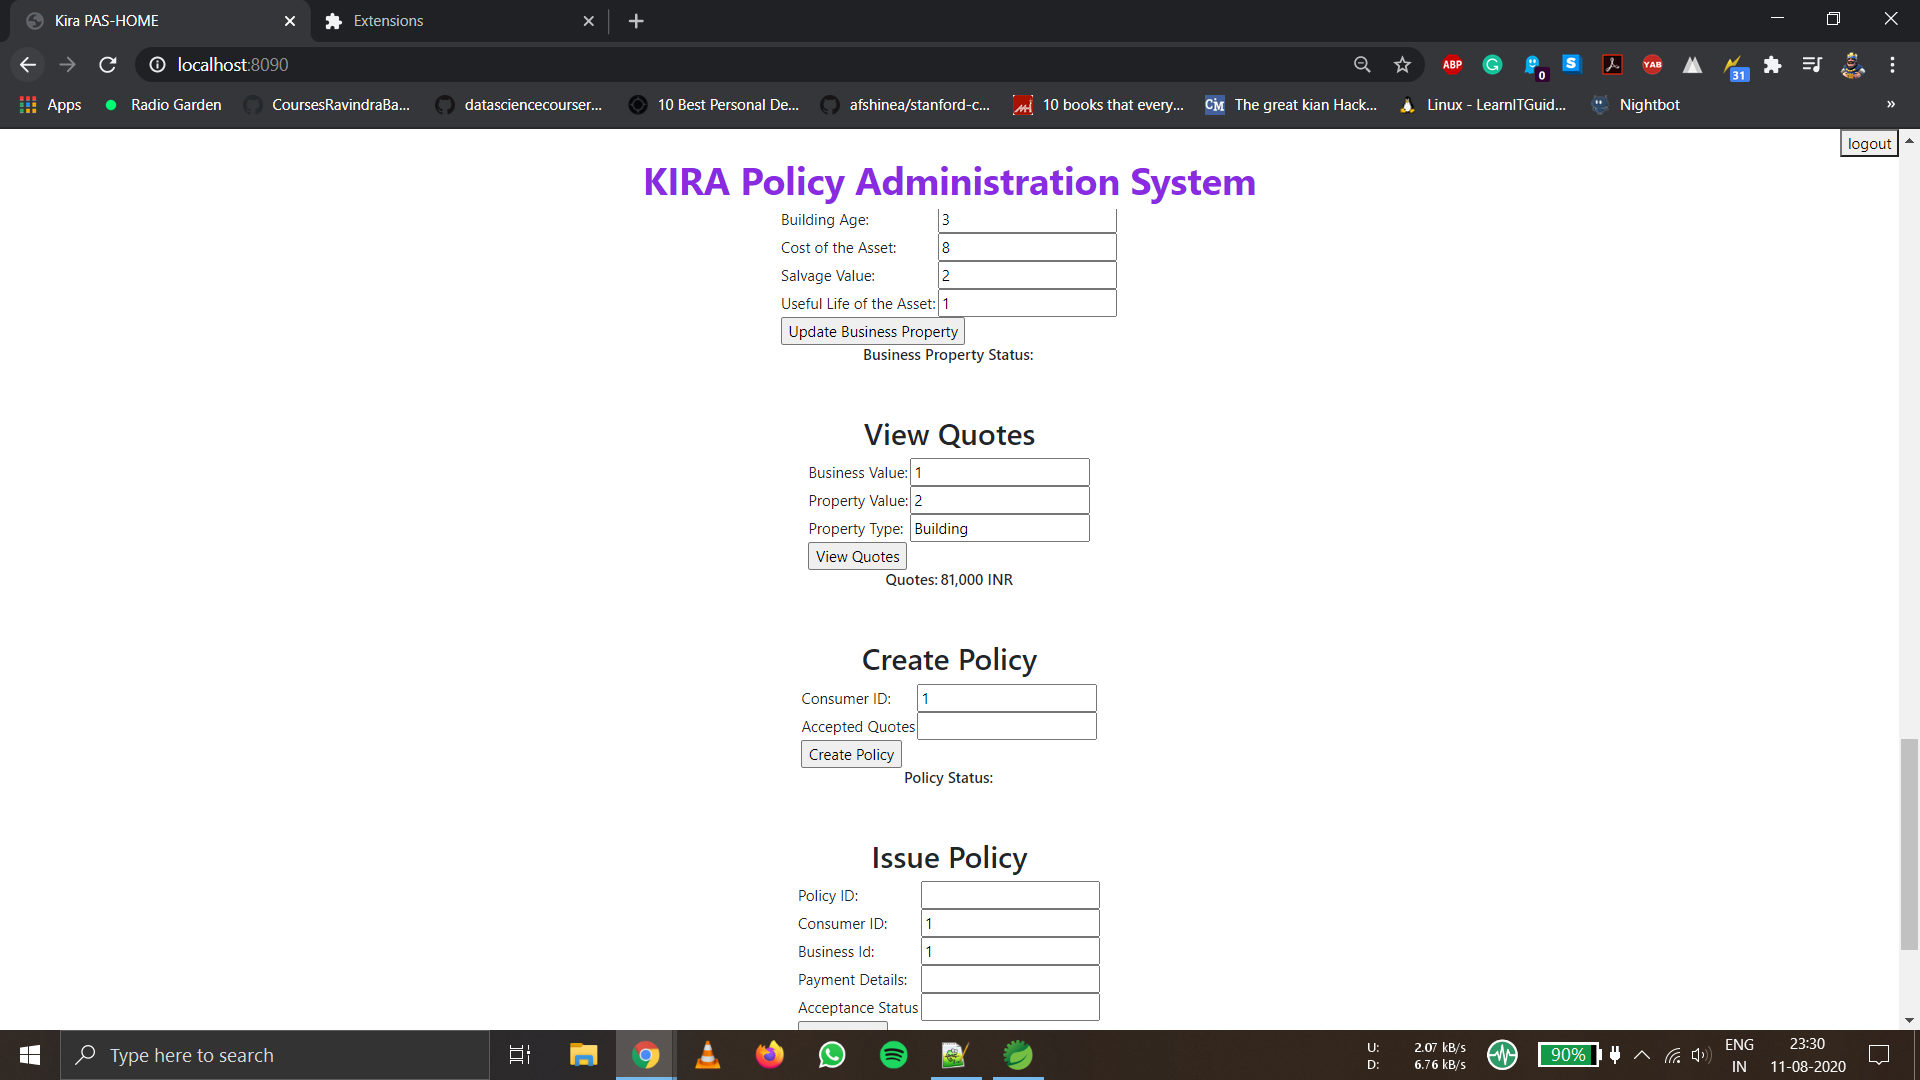 Kira PAS-HOME
Extensions
localhost:8090
ABP
0
S
YAB
31
Apps
Radio Garden
CoursesRavindraBa...
datasciencecourser...
10 Best Personal De...
afshinea/stanford-c...
10 books that every...
CM
The great kian Hack...
Linux - LearnITGuid...
Nightbot
»
logout
KIRA Policy Administration System
Building Age: 3
Cost of the Asset: 8
Salvage Value: 2
Useful Life of the Asset: 1
Update Business Property
Business Property Status:
View Quotes
Business Value: 1
Property Value: 2
Property Type: Building
View Quotes
Quotes: 81,000 INR
Create Policy
Consumer ID: 1
Accepted Quotes
Create Policy
Policy Status:
Issue Policy
Policy ID:
Consumer ID: 1
Business Id: 1
Payment Details:
Acceptance Status
Type here to search
U: 2.07 kB/s
D: 6.76 kB/s
90%
ENG
IN
23:30
11-08-2020